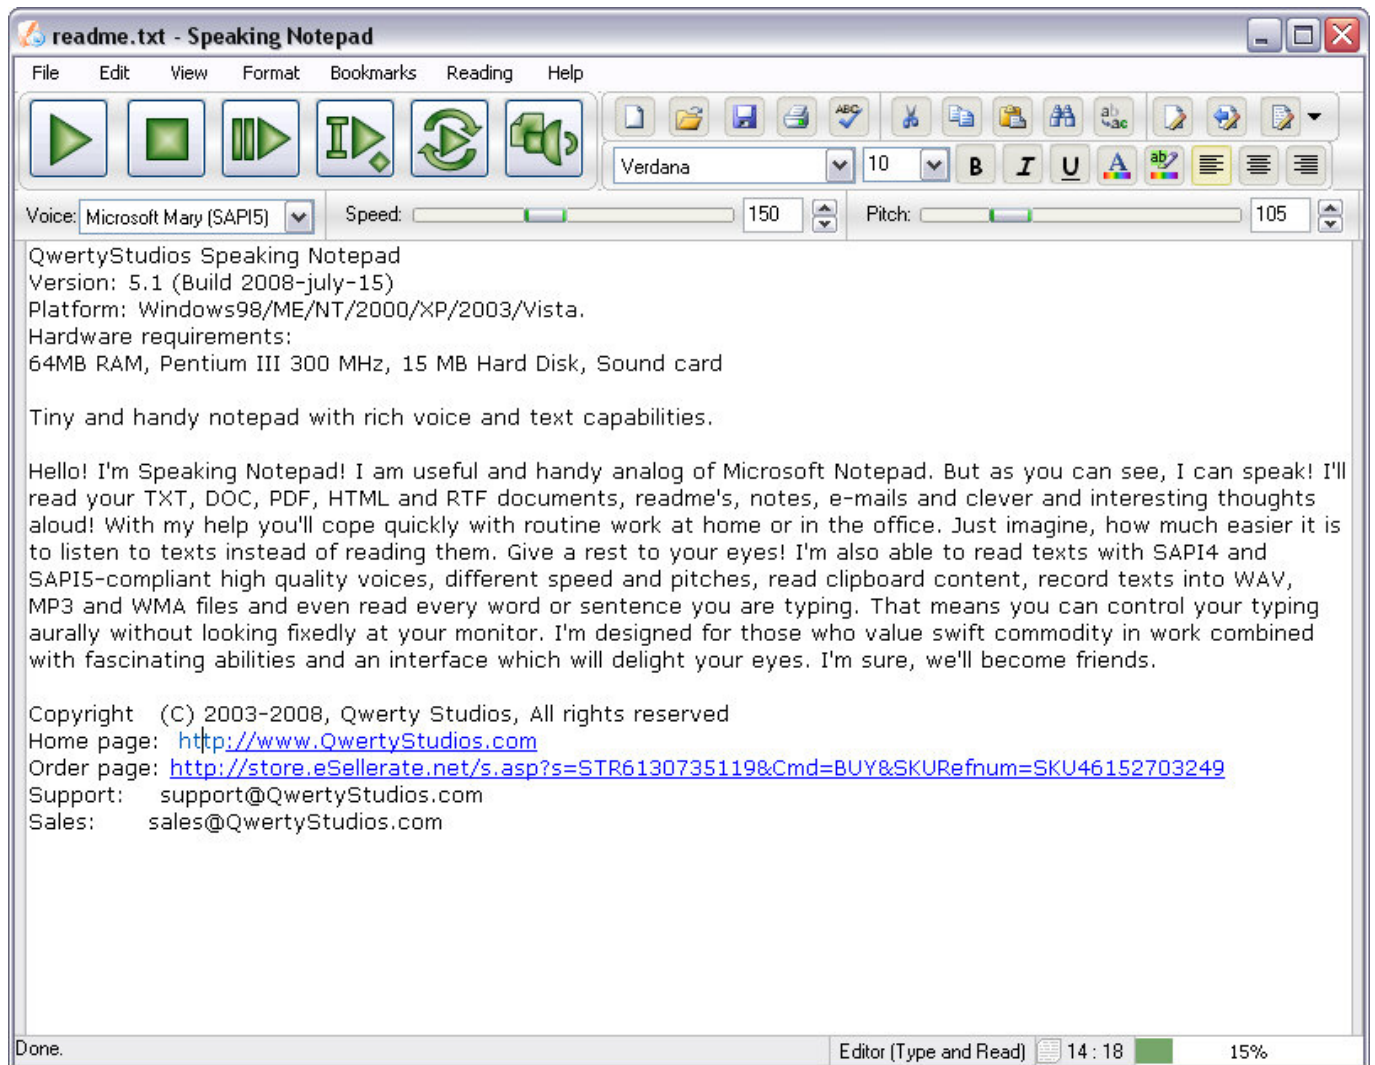 readme.txt - Speaking Notepad
File Edit View Format Bookmarks Reading Help
ABC
ab ac
Verdana 10 B I U A ab
Voice: Microsoft Mary (SAPI5) Speed: 150 Pitch: 105
QwertyStudios Speaking Notepad
Version: 5.1 (Build 2008-july-15)
Platform: Windows98/ME/NT/2000/XP/2003/Vista.
Hardware requirements:
64MB RAM, Pentium III 300 MHz, 15 MB Hard Disk, Sound card
Tiny and handy notepad with rich voice and text capabilities.
Hello! I'm Speaking Notepad! I am useful and handy analog of Microsoft Notepad. But as you can see, I can speak! I'll
read your TXT, DOC, PDF, HTML and RTF documents, readme's, notes, e-mails and clever and interesting thoughts
aloud! With my help you'll cope quickly with routine work at home or in the office. Just imagine, how much easier it is
to listen to texts instead of reading them. Give a rest to your eyes! I'm also able to read texts with SAPI4 and
SAPI5-compliant high quality voices, different speed and pitches, read clipboard content, record texts into WAV,
MP3 and WMA files and even read every word or sentence you are typing. That means you can control your typing
aurally without looking fixedly at your monitor. I'm designed for those who value swift commodity in work combined
with fascinating abilities and an interface which will delight your eyes. I'm sure, we'll become friends.
Copyright (C) 2003-2008, Qwerty Studios, All rights reserved
Home page: http://www.QwertyStudios.com
Order page: http://store.eSellerate.net/s.asp?s=STR6130735119&Cmd=BUY&SKURefnum=SKU46152703249
Support: support@QwertyStudios.com
Sales: sales@QwertyStudios.com
Done. Editor (Type and Read) 14 : 18 15%